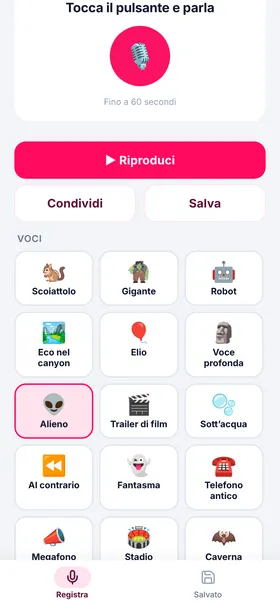 Tocca il pulsante e parla
Fino a 60 secondi
▶ Riproduci
Condividi
Salva
VOCI
Scoiattolo
Gigante
Robot
Eco nel
canyon
Elio
Voce
profonda
Alieno
Trailer di film
Sott'acqua
Al contrario
Fantasma
Telefono
antico
Megafono
Stadio
Caverna
Registra
Salvato